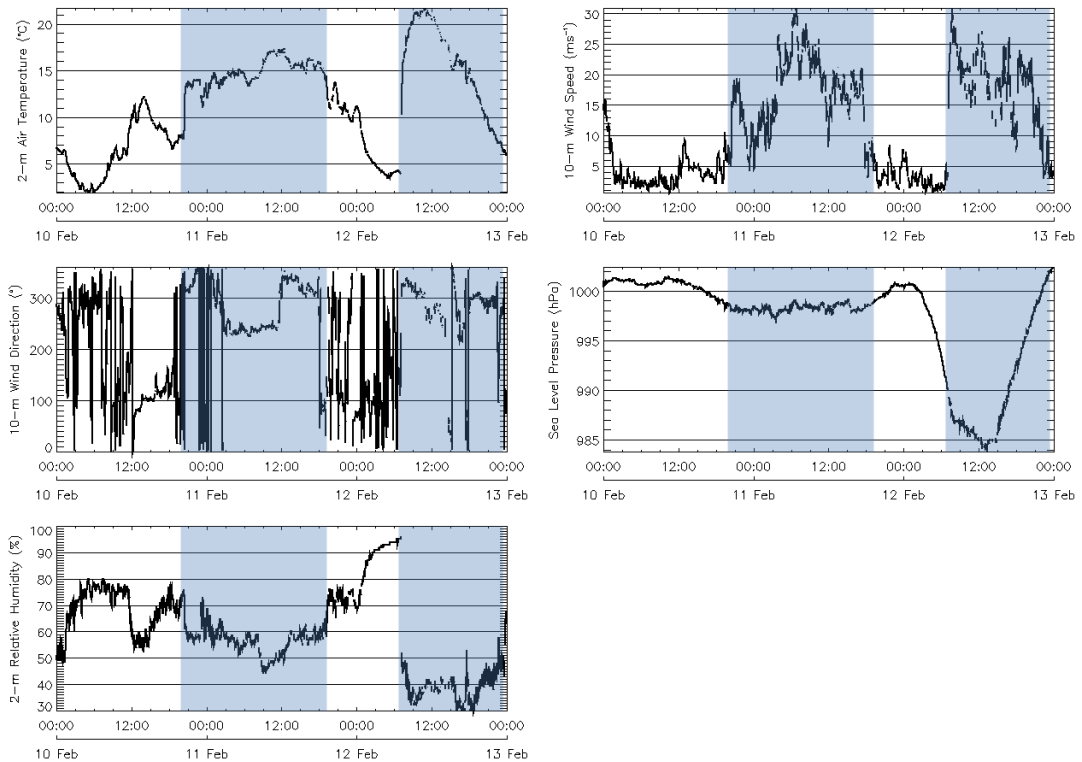 2-m Air Temperature (°C)
20
15
10
5
00:00 12:00 00:00 12:00 00:00 12:00 00:00
10 Feb 11 Feb 12 Feb 13 Feb
10-m Wind Speed (ms⁻¹)
30
25
20
15
10
5
00:00 12:00 00:00 12:00 00:00 12:00 00:00
10 Feb 11 Feb 12 Feb 13 Feb
10-m Wind Direction (°)
300
200
100
0
00:00 12:00 00:00 12:00 00:00 12:00 00:00
10 Feb 11 Feb 12 Feb 13 Feb
Sea Level Pressure (hPa)
1000
995
990
985
00:00 12:00 00:00 12:00 00:00 12:00 00:00
10 Feb 11 Feb 12 Feb 13 Feb
2-m Relative Humidity (%)
100
90
80
70
60
50
40
30
00:00 12:00 00:00 12:00 00:00 12:00 00:00
10 Feb 11 Feb 12 Feb 13 Feb